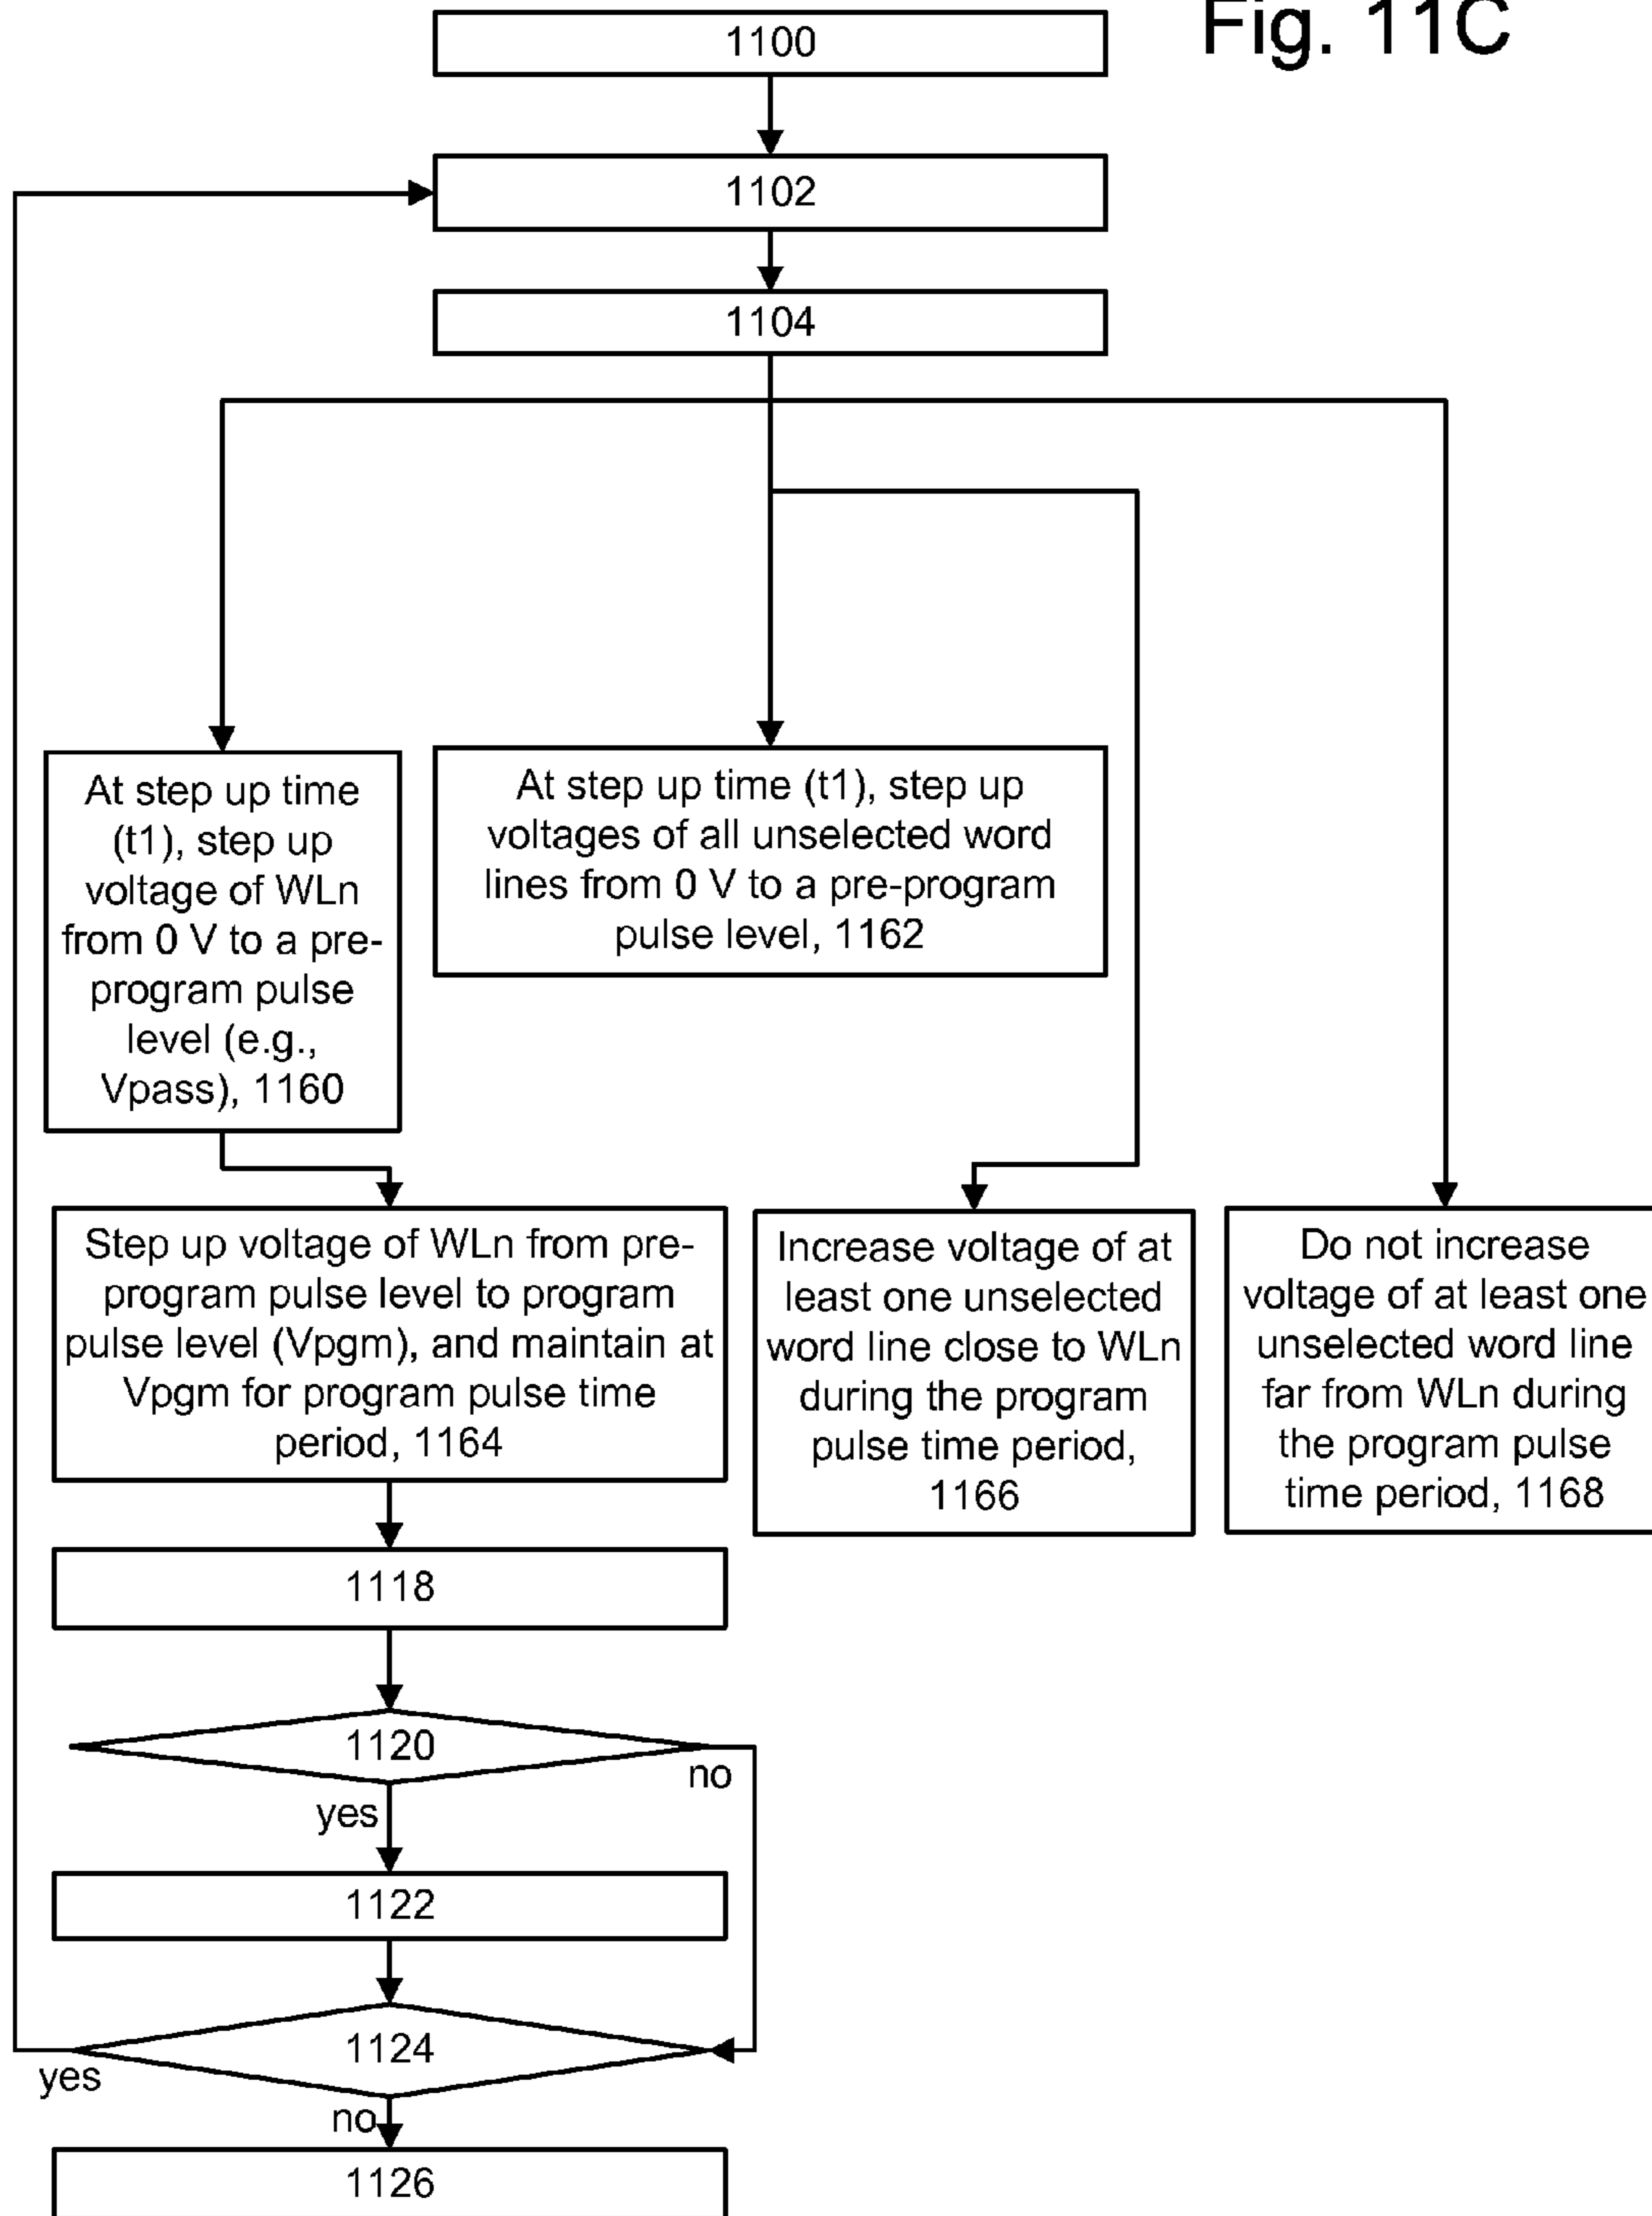 Fig. 11C
1100
1102
1104
At step up time
(t1), step up
voltage of WLn
from 0 V to a pre-
program pulse
level (e.g.,
Vpass), 1160
At step up time (t1), step up
voltages of all unselected word
lines from 0 V to a pre-program
pulse level, 1162
Step up voltage of WLn from pre-
program pulse level to program
pulse level (Vpgm), and maintain at
Vpgm for program pulse time
period, 1164
Increase voltage of at
least one unselected
word line close to WLn
during the program
pulse time period,
1166
Do not increase
voltage of at least one
unselected word line
far from WLn during
the program pulse
time period, 1168
1118
1120
no
yes
1122
1124
yes
no
1126